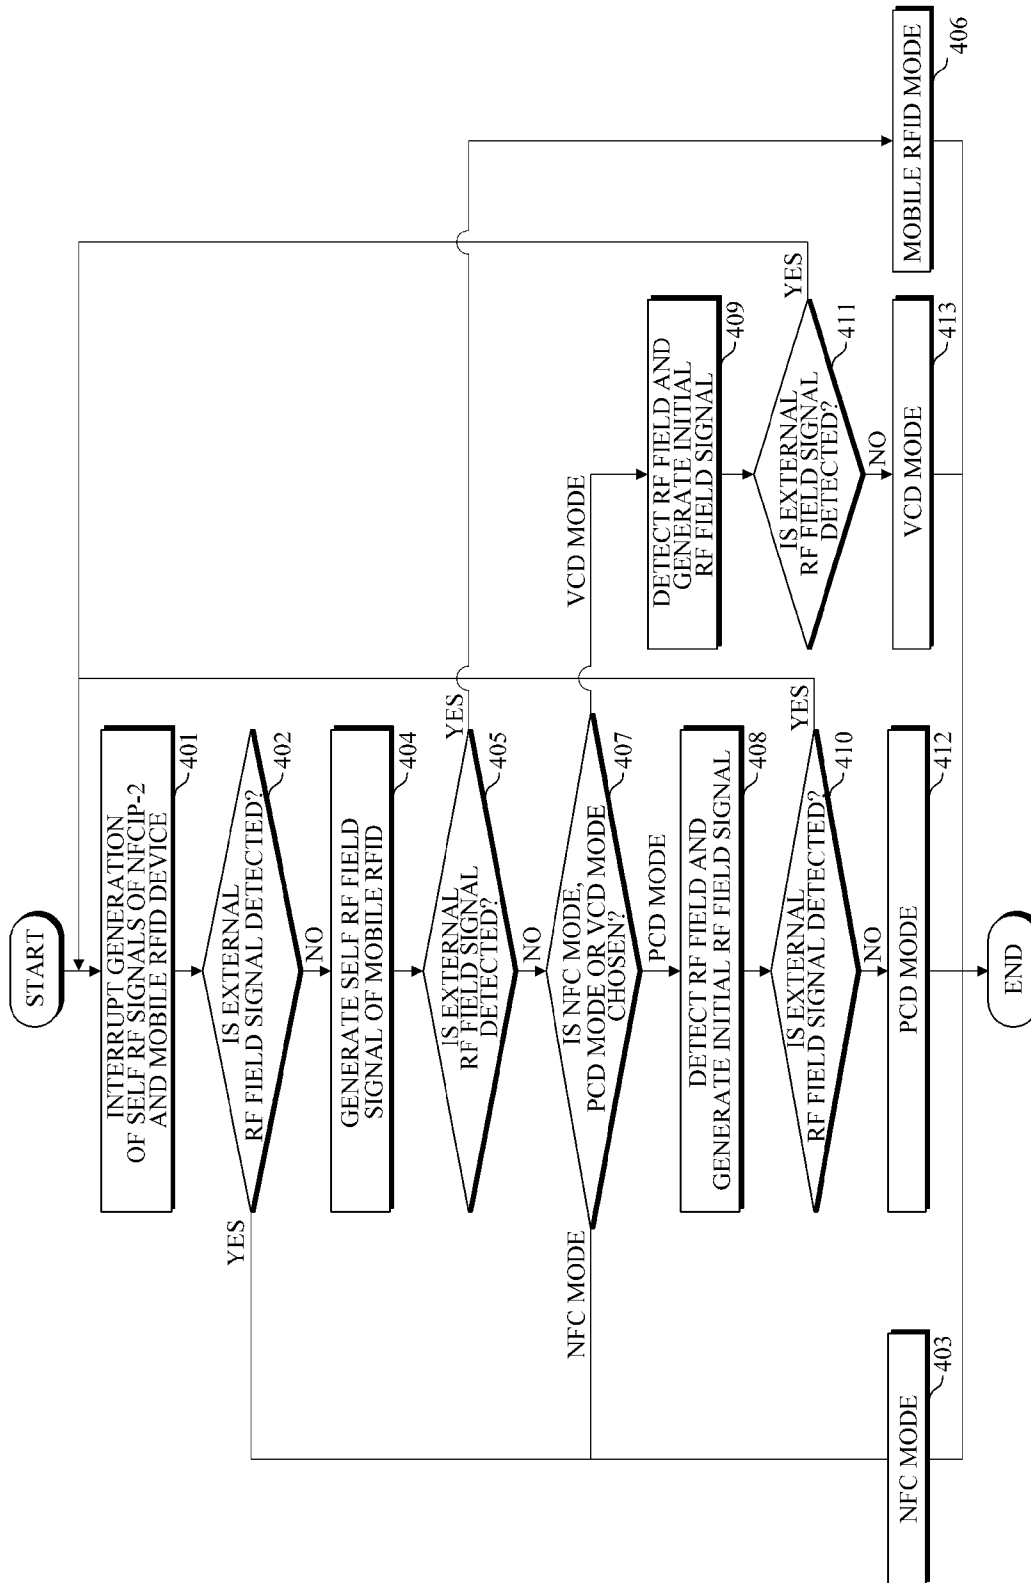 START
INTERRUPT GENERATION
OF SELF RF SIGNALS OF NFCIP-2
AND MOBILE RFID DEVICE
401
IS EXTERNAL
RF FIELD SIGNAL DETECTED?
402
YES
NO
GENERATE SELF RF FIELD
SIGNAL OF MOBILE RFID
404
IS EXTERNAL
RF FIELD SIGNAL
DETECTED?
405
YES
NO
IS NFC MODE,
PCD MODE OR VCD MODE
CHOSEN?
407
NFC MODE
PCD MODE
VCD MODE
DETECT RF FIELD AND
GENERATE INITIAL RF FIELD SIGNAL
408
DETECT RF FIELD AND
GENERATE INITIAL
RF FIELD SIGNAL
409
IS EXTERNAL
RF FIELD SIGNAL DETECTED?
410
YES
NO
IS EXTERNAL
RF FIELD SIGNAL
DETECTED?
411
YES
NO
NFC MODE
403
PCD MODE
412
VCD MODE
413
MOBILE RFID MODE
406
END